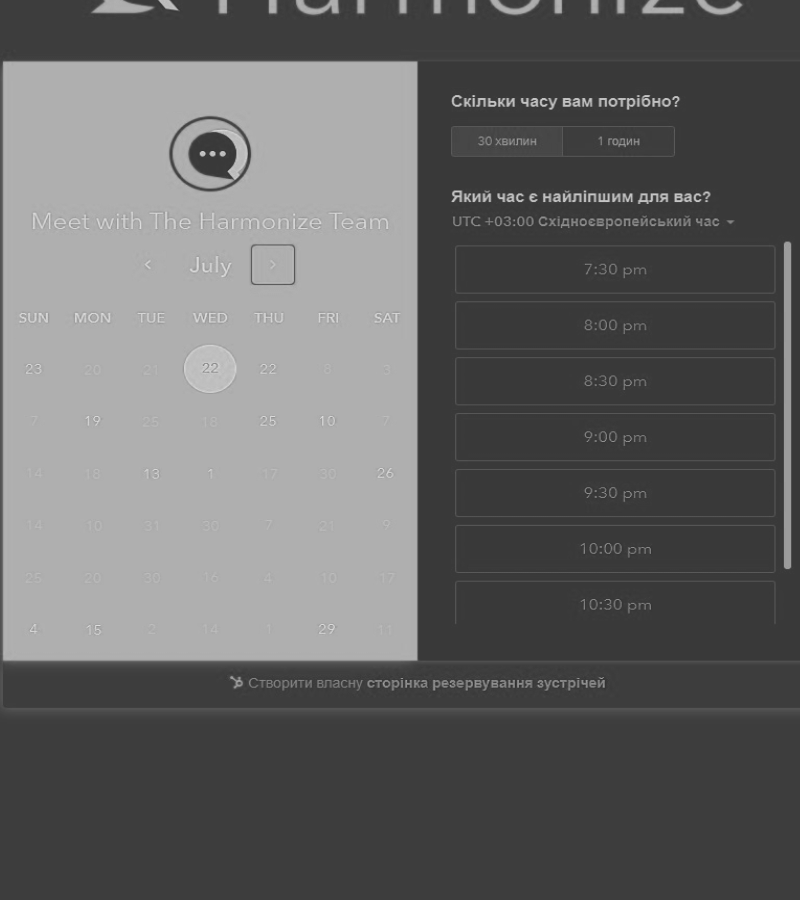 Harmonize
Meet with The Harmonize Team
July
SUN MON TUE WED THU FRI SAT
23 20 21 22 22 8 3
7 19 25 18 25 10 7
14 18 13 1 17 30 26
14 10 31 30 7 21 9
25 20 30 16 4 10 17
4 15 2 14 1 29 11
Скільки часу вам потрібно?
30 хвилин 1 годин
Який час є найліпшим для вас?
UTC +03:00 Східноєвропейський час
7:30 pm
8:00 pm
8:30 pm
9:00 pm
9:30 pm
10:00 pm
10:30 pm
Створити власну сторінка резервування зустрічей